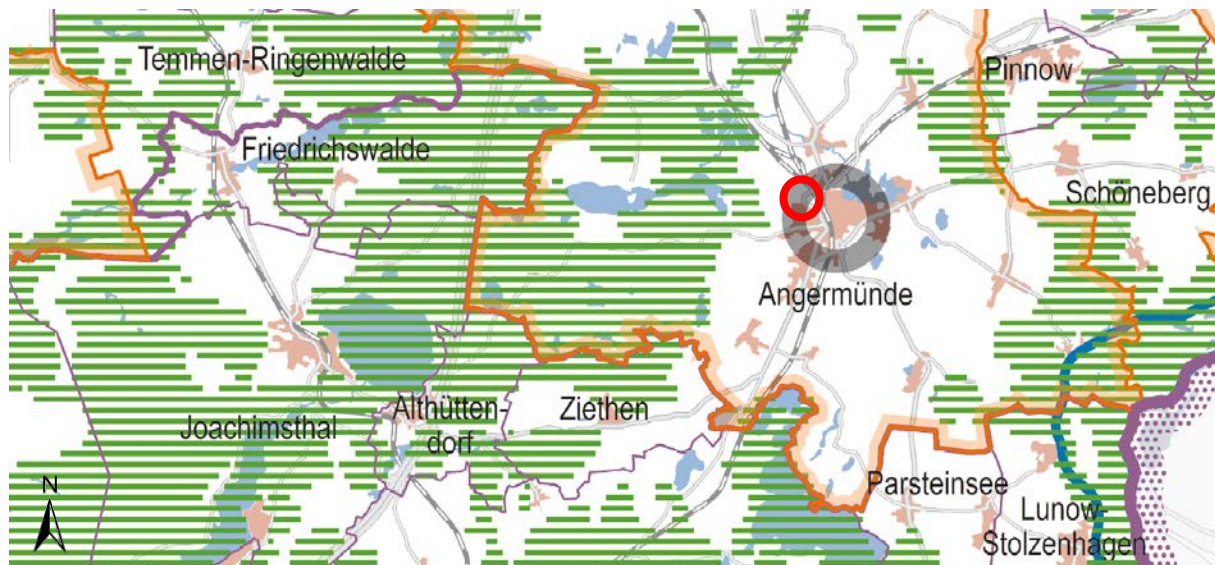 Temmen-Ringenwalde
Pinnow
Friedrichswalde
Schöneberg
Angermünde
Althütten-
dorf
Ziethen
Joachimsthal
Parsteinsee
Lunow-
Stolzenhagen
N